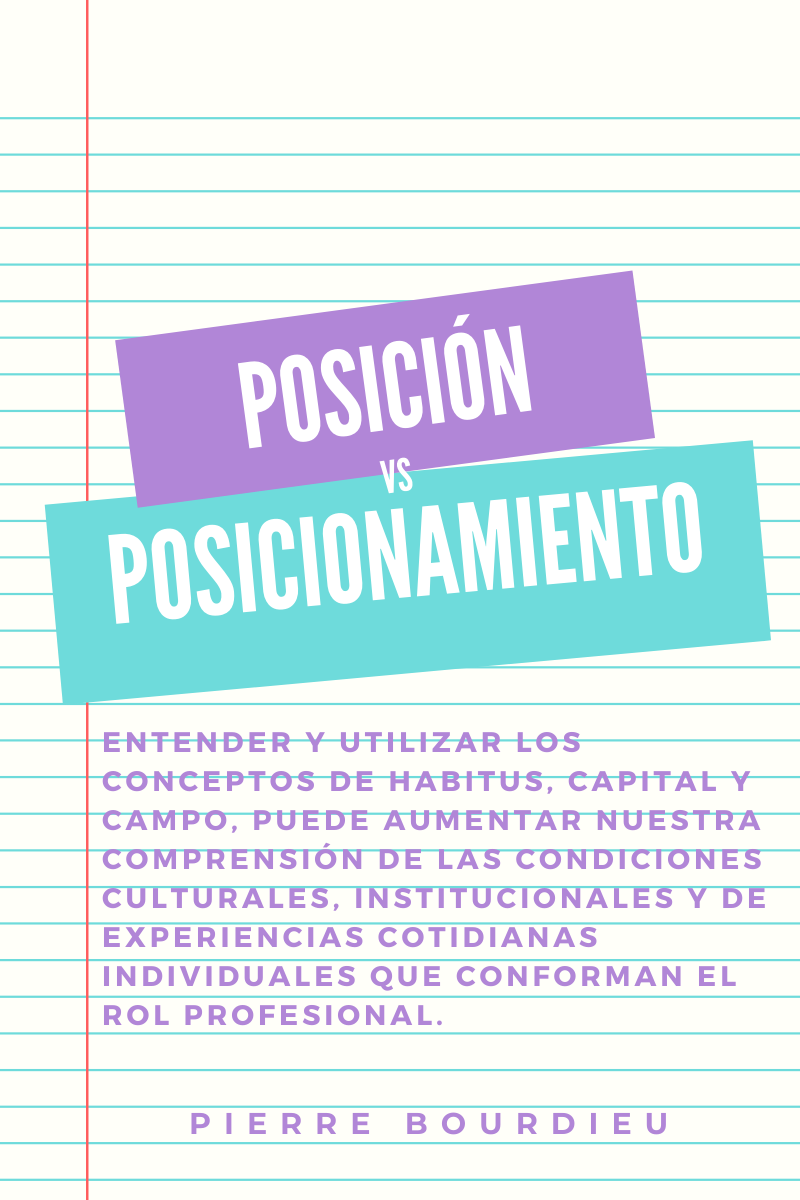 POSICIÓN
VS
POSICIONAMIENTO
ENTENDER Y UTILIZAR LOS
CONCEPTOS DE HABITUS, CAPITAL Y
CAMPO, PUEDE AUMENTAR NUESTRA
COMPRENSIÓN DE LAS CONDICIONES
CULTURALES, INSTITUCIONALES Y DE
EXPERIENCIAS COTIDIANAS
INDIVIDUALES QUE CONFORMAN EL
ROL PROFESIONAL.
PIERRE BOURDIEU